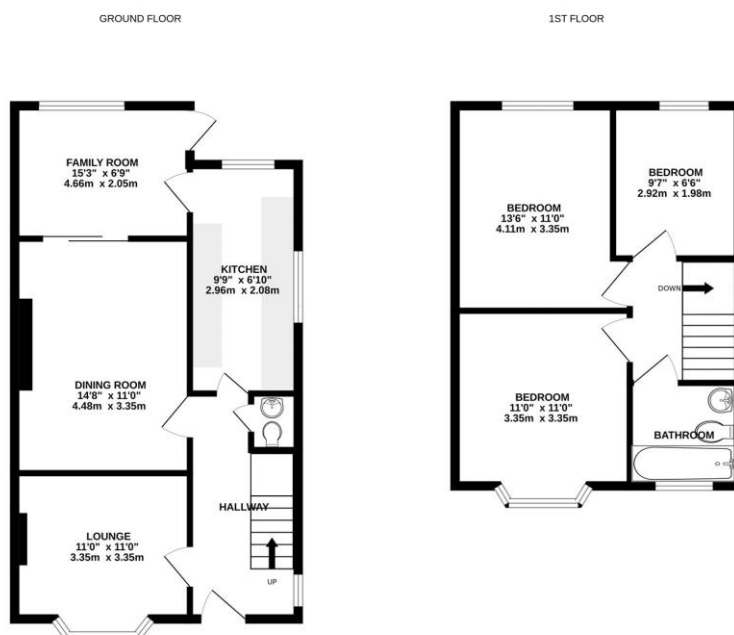 GROUND FLOOR
FAMILY ROOM
15'3" x 6'9"
4.66m x 2.05m
KITCHEN
9'9" x 6'10"
2.96m x 2.08m
DINING ROOM
14'8" x 11'0"
4.48m x 3.35m
HALLWAY
LOUNGE
11'0" x 11'0"
3.35m x 3.35m
UP
1ST FLOOR
BEDROOM
13'6" x 11'0"
4.11m x 3.35m
BEDROOM
9'7" x 6'6"
2.92m x 1.98m
DOWN
BEDROOM
11'0" x 11'0"
3.35m x 3.35m
BATHROOM